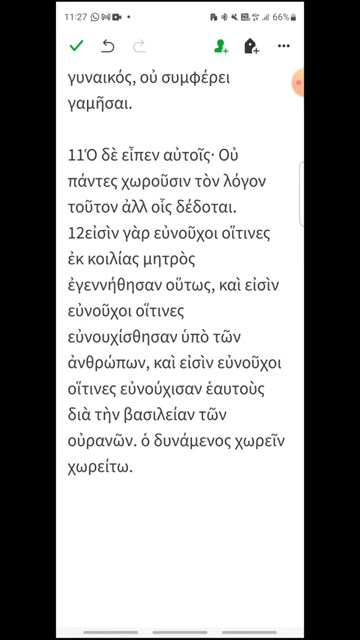 11:27
66%
γυναικός, οὐ συμφέρει
γαμῆσαι.
11Ὁ δὲ εἶπεν αὐτοῖς· Οὐ
πάντες χωροῦσιν τὸν λόγον
τοῦτον ἀλλ οἷς δέδοται.
12εἰσὶν γὰρ εὐνοῦχοι οἵτινες
ἐκ κοιλίας μητρὸς
ἐγεννήθησαν οὕτως, καὶ εἰσὶν
εὐνοῦχοι οἵτινες
εὐνουχίσθησαν ὑπὸ τῶν
ἀνθρώπων, καὶ εἰσὶν εὐνοῦχοι
οἵτινες εὐνούχισαν ἑαυτοὺς
διὰ τὴν βασιλείαν τῶν
οὐρανῶν. ὁ δυνάμενος χωρεῖν
χωρείτω.